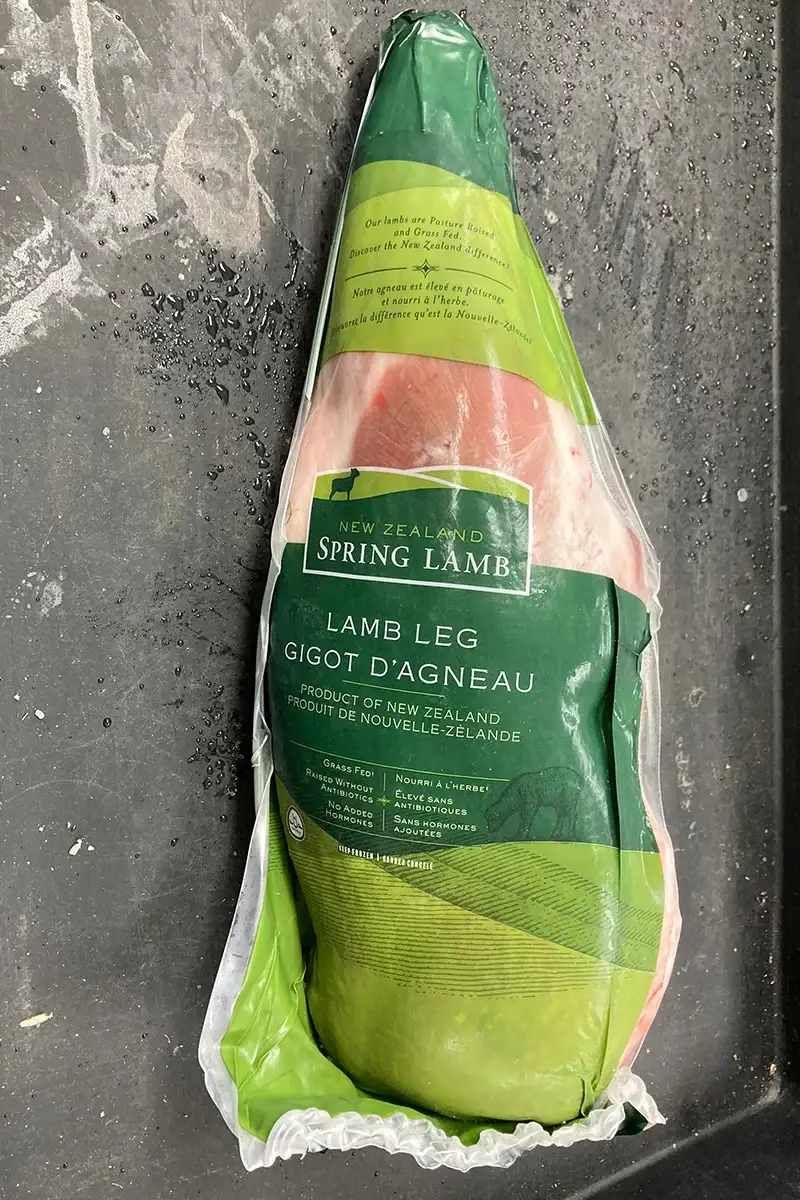 Our lambs are Pasture Raised
and Grass Fed.
Discover the New Zealand difference!
Notre agneau est élevé en pâturage
et nourri à l'herbe.
la différence qu'est la Nouvelle-Zélande!
NEW ZEALAND
SPRING LAMB
LAMB LEG
GIGOT D'AGNEAU
PRODUCT OF NEW ZEALAND
PRODUIT DE NOUVELLE-ZÉLANDE
GRASS FED¹
RAISED WITHOUT
ANTIBIOTICS
NO ADDED
HORMONES
NOURRI À L'HERBE¹
ÉLEVÉ SANS
ANTIBIOTIQUES
SANS HORMONES
AJOUTÉES
KEEP FROZEN | GARDER CONGELÉ